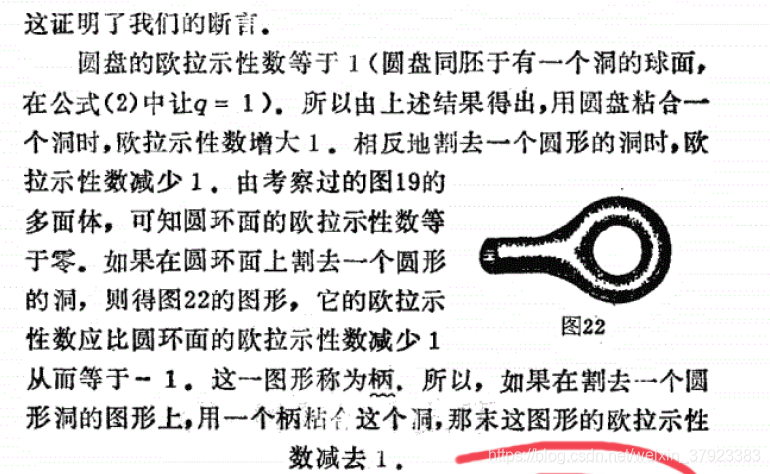 这证明了我们的断言.
圆盘的欧拉示性数等于 1 (圆盘同胚于有一个洞的球面,
在公式(2)中让q = 1 ). 所以由上述结果得出,用圆盘粘合一
个洞时,欧拉示性数增大 1 . 相反地割去一个圆形的洞时,欧
拉示性数减少 1 . 由考察过的图19的
多面体, 可知圆环面的欧拉示性数等
于零. 如果在圆环面上割去一个圆形
的洞, 则得图22的图形, 它的欧拉示
性数应比圆环面的欧拉示性数减少 1
从而等于 - 1 . 这一图形称为柄. 所以, 如果在割去一个圆
形洞的图形上,用一个柄粘合这个洞,那末这图形的欧拉示性
数减去 1 .
图22
https://blog.csdn.net/weixin_37923383